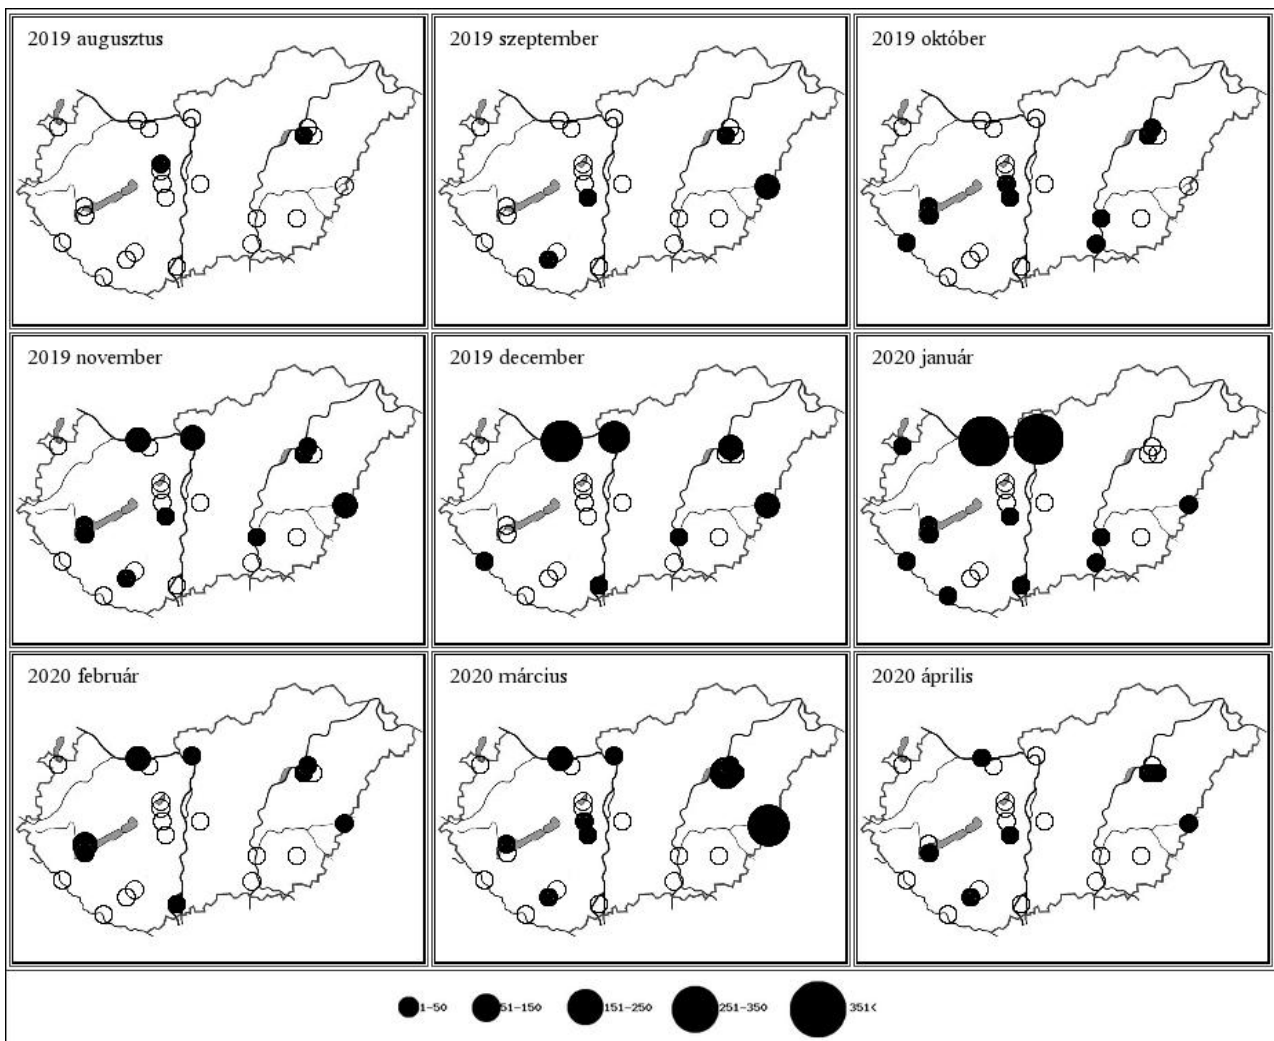 2019 augusztus
2019 szeptember
2019 október
2019 november
2019 december
2020 január
2020 február
2020 március
2020 április
1-50
51-150
151-250
251-350
351<